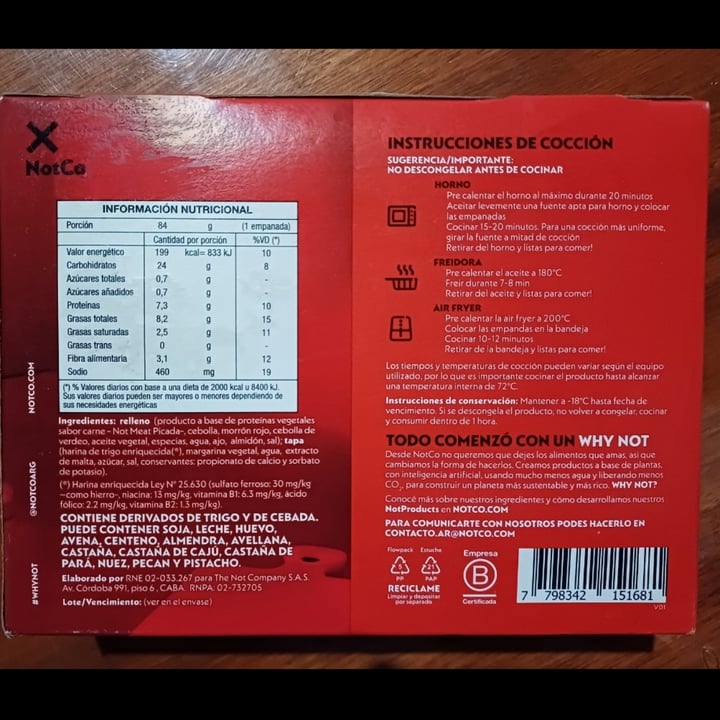 NotCo
INFORMACIÓN NUTRICIONAL
Porción 84 g (1 empanada)
Cantidad por porción %VD (*)
Valor energético 199 kcal= 833 kJ 10
Carbohidratos 24 g 8
Azúcares totales 0,7 g -
Azúcares añadidos 0,7 g -
Proteínas 7,3 g 10
Grasas totales 8,2 g 15
Grasas saturadas 2,5 g 11
Grasas trans 0 g -
Fibra alimentaria 3,1 g 12
Sodio 460 mg 19
(*) % Valores diarios con base a una dieta de 2000 kcal u 8400 kJ.
Sus valores diarios pueden ser mayores o menores dependiendo de
sus necesidades energéticas
Ingredientes: relleno (producto a base de proteínas vegetales
sabor carne - Not Meat Picada-, cebolla, morrón rojo, cebolla de
verdeo, aceite vegetal, especias, agua, ajo, almidón, sal); tapa
(harina de trigo enriquecida(*), margarina vegetal, agua, extracto
de malta, azúcar, sal, conservantes: propionato de calcio y sorbato
de potasio).
(*) Harina enriquecida Ley N° 25.630 (sulfato ferroso: 30 mg/kg
—como hierro-, niacina: 13 mg/kg, vitamina B1: 6.3 mg/kg, ácido
fólico: 2.2 mg/kg, vitamina B2: 1.3 mg/kg).
CONTIENE DERIVADOS DE TRIGO Y DE CEBADA.
PUEDE CONTENER SOJA, LECHE, HUEVO,
AVENA, CENTENO, ALMENDRA, AVELLANA,
CASTAÑA, CASTAÑA DE CAJÚ, CASTAÑA DE
PARÁ, NUEZ, PECAN Y PISTACHO.
Elaborado por RNE 02-033.267 para The Not Company S.A.S.
Av. Córdoba 991, piso 6, CABA. RNPA: 02-732705
Lote/Vencimiento: (ver en el envase)
#WHYNOT
@NOTCOARG
NOTCO.COM
INSTRUCCIONES DE COCCIÓN
SUGERENCIA/IMPORTANTE:
NO DESCONGELAR ANTES DE COCINAR
HORNO
Pre calentar el horno al máximo durante 20 minutos
Aceitar levemente una fuente apta para horno y colocar
las empanadas
Cocinar 15-20 minutos. Para una cocción más uniforme,
girar la fuente a mitad de cocción
Retirar del horno y listas para comer!
FREIDORA
Pre calentar el aceite a 180°C
Freir durante 7-8 min
Retirar del aceite y listas para comer!
AIR FRYER
Pre calentar la air fryer a 200°C
Colocar las empandas en la bandeja
Cocinar 10-12 minutos
Retirar de la bandeja y listas para comer!
Los tiempos y temperaturas de cocción pueden variar según el equipo
utilizado, por lo que es importante cocinar el producto hasta alcanzar
una temperatura interna de 72°C.
Instrucciones de conservación: Mantener a -18°C hasta fecha de
vencimiento. Si se descongela el producto, no volver a congelar, cocinar
y consumir dentro de 1 hora.
TODO COMENZÓ CON UN WHY NOT
Desde NotCo no queremos que dejes los alimentos que amas, asi que
cambiamos la forma de hacerlos. Creamos productos a base de plantas,
con inteligencia artificial, usando mucho menos agua y liberando menos
CO2, para construir un planeta más sustentable y más rico. WHY NOT?
Conocé más sobre nuestros ingredientes y cómo desarrollamos nuestros
NotProducts en NOTCO.COM
PARA COMUNICARTE CON NOSOTROS PODES HACERLO EN
CONTACTO.AR@NOTCO.COM
Flowpack Estuche
5 21
PP PAP
RECICLAME
Limpiar y depositar
por separado
Empresa
B
Certificada
7 798342 151681
V01